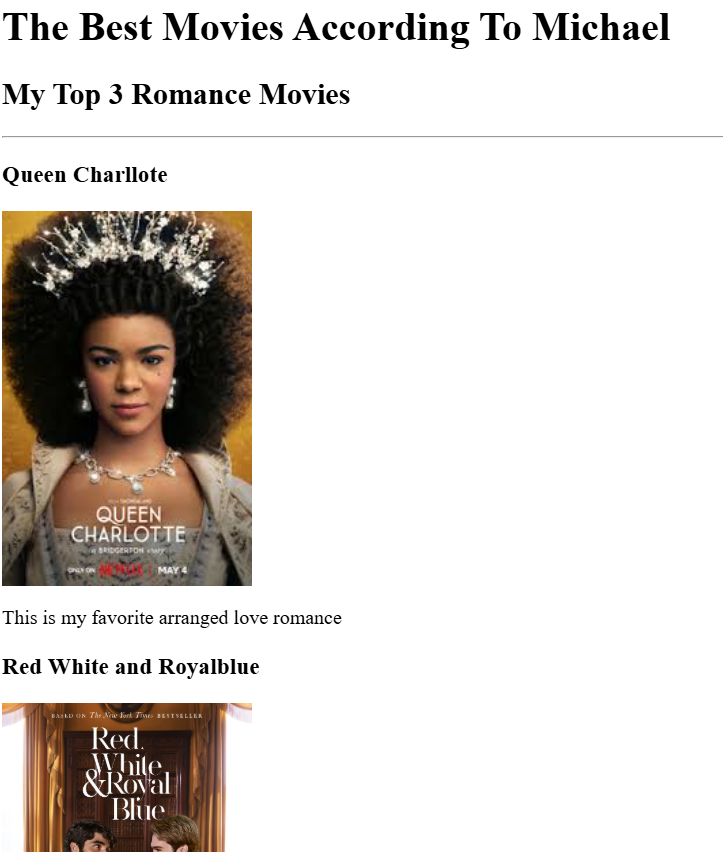 The Best Movies According To Michael
My Top 3 Romance Movies
Queen Charllote
QUEEN
CHARLOTTE
a BRIDGERTON story
ONLY ON NETFLIX | MAY 4
This is my favorite arranged love romance
Red White and Royalblue
BASED ON The New York Times BESTSELLER
Red,
White
& Royal
Blue